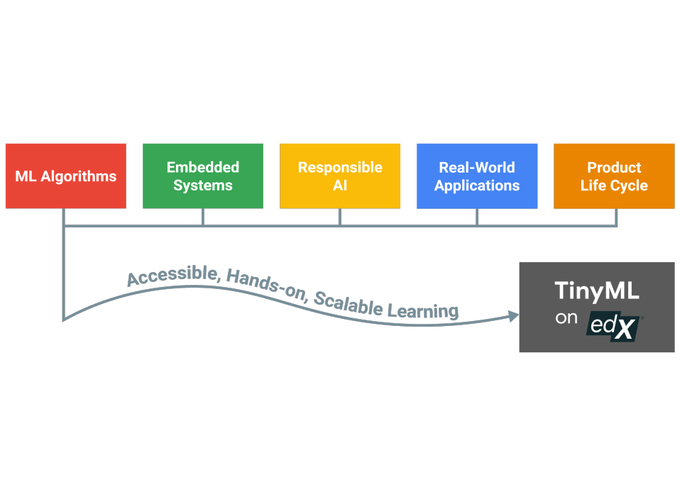 ML Algorithms
Embedded
Systems
Responsible
AI
Real-World
Applications
Product
Life Cycle
Accessible, Hands-on, Scalable Learning
TinyML
on edX